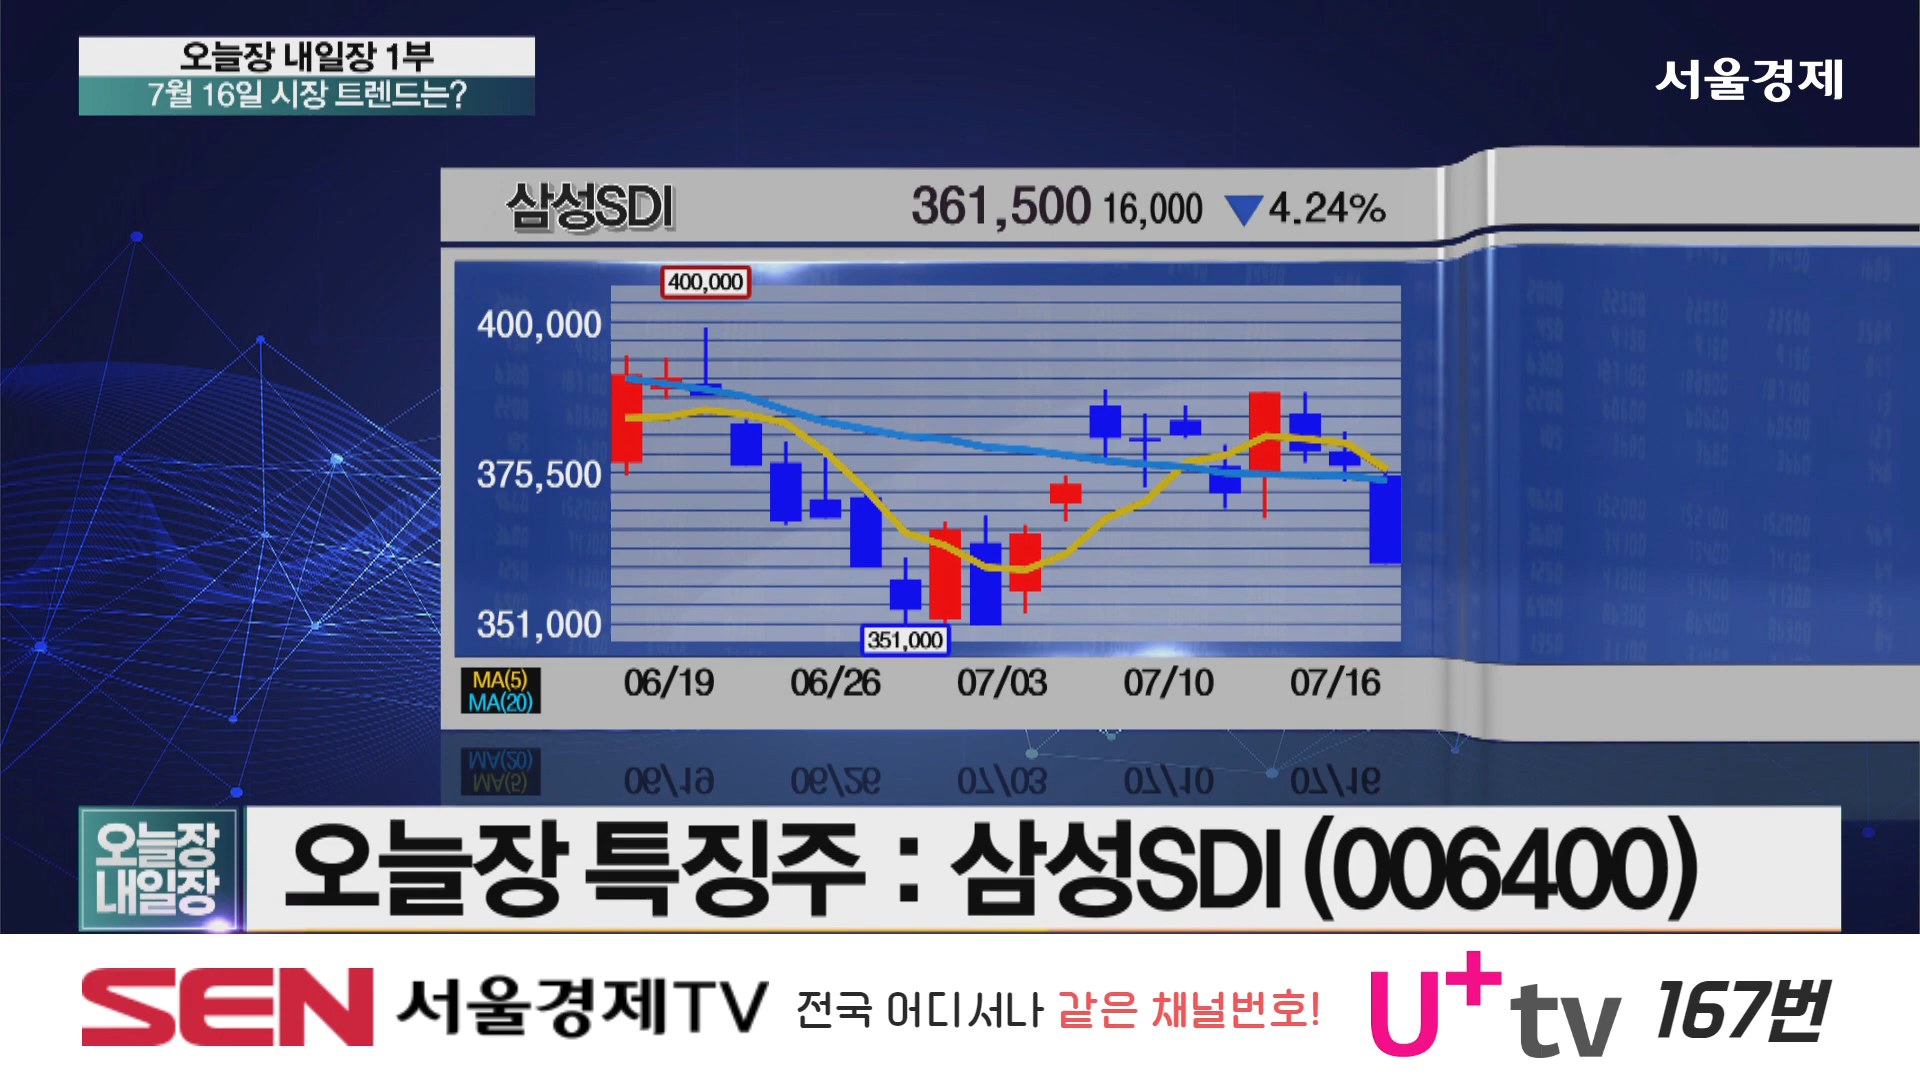 오늘장 내일장 1부
7월 16일 시장 트렌드는?
서울경제
삼성SDI 361,500 16,000 ▼4.24%
400,000
400,000
375,500
351,000
351,000
MA(5)
MA(20)
06/19 06/26 07/03 07/10 07/16
오늘장
내일장
오늘장 특징주 : 삼성SDI (006400)
SEN 서울경제TV 전국 어디서나 같은 채널번호! U+tv 167번